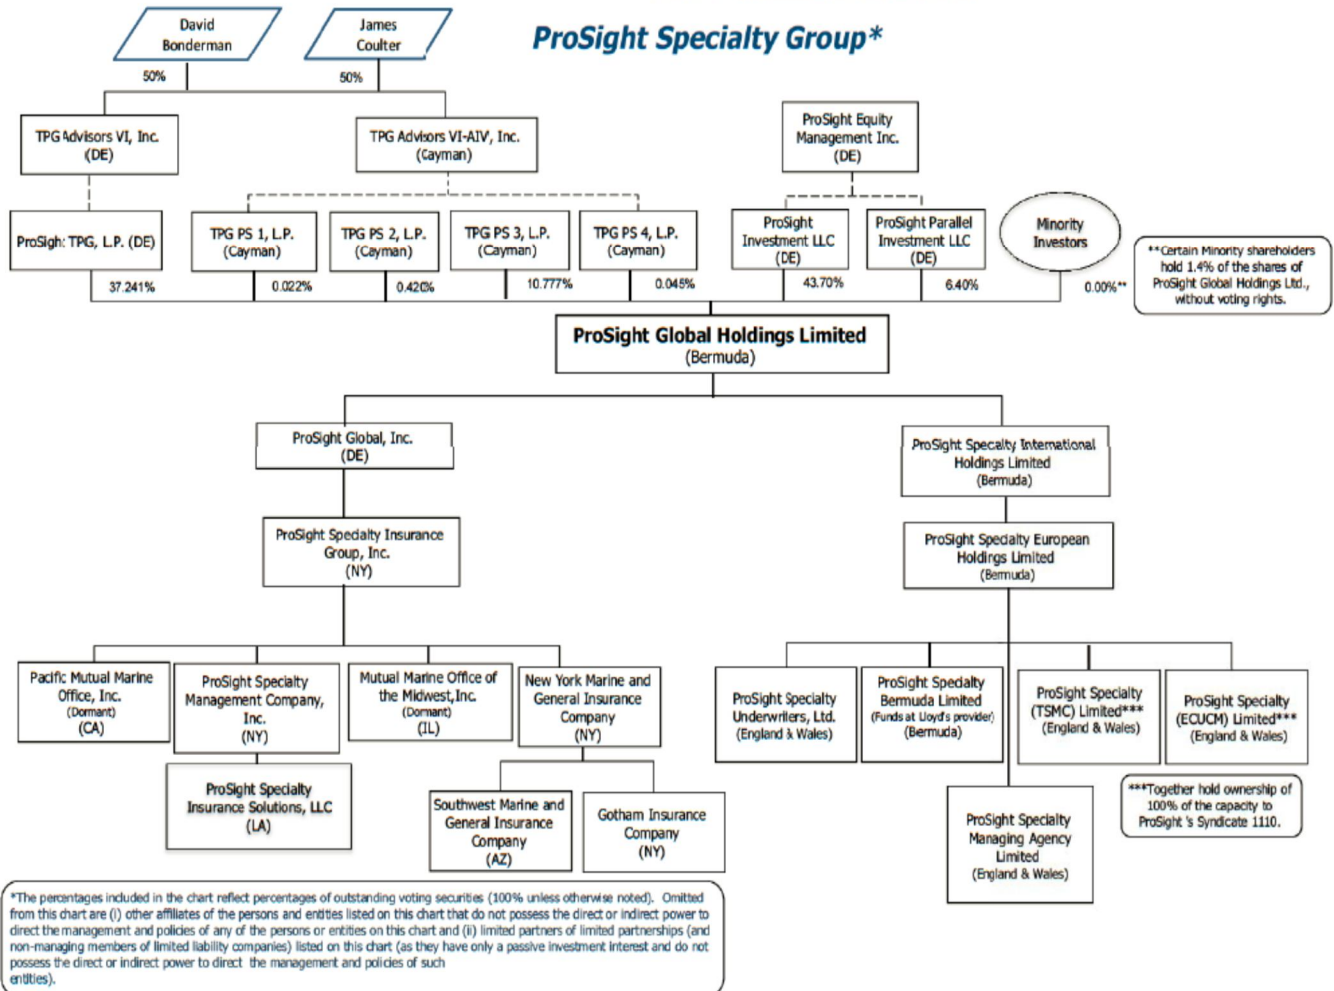 David
Bonderman
James
Coulter
ProSight Specialty Group*
50%
50%
TPG Advisors VI, Inc.
(DE)
TPG Advisors VI-AIV, Inc.
(Cayman)
ProSight Equity
Management Inc.
(DE)
ProSigh: TPG, L.P. (DE)
TPG PS 1, L.P.
(Cayman)
TPG PS 2, L.P.
(Cayman)
TPG PS 3, L.P.
(Cayman)
TPG PS 4, L.P.
(Cayman)
ProSight
Investment LLC
(DE)
ProSight Parallel
Investment LLC
(DE)
Minority
Investors
**Certain Minority shareholders
hold 1.4% of the shares of
ProSight Global Holdings Ltd.,
without voting rights.
37.241%
0.022%
0.420%
10.777%
0.045%
43.70%
6.40%
0.00%**
ProSight Global Holdings Limited
(Bermuda)
ProSight Global, Inc.
(DE)
ProSight Specialty International
Holdings Limited
(Bermuda)
ProSight Specialty Insurance
Group, Inc.
(NY)
ProSight Specialty European
Holdings Limited
(Bermuda)
Pacific Mutual Marine
Office, Inc.
(Dormant)
(CA)
ProSight Specialty
Management Company,
Inc.
(NY)
Mutual Marine Office of
the Midwest,Inc.
(Dormant)
(IL)
New York Marine and
General Insurance
Company
(NY)
ProSight Specialty
Underwriters, Ltd.
(England & Wales)
ProSight Specialty
Bermuda Limited
(Funds at Lloyd's provider)
(Bermuda)
ProSight Specialty
(TSMC) Limited***
(England & Wales)
ProSight Specialty
(ECUCM) Limited***
(England & Wales)
ProSight Specialty
Insurance Solutions, LLC
(LA)
Southwest Marine and
General Insurance
Company
(AZ)
Gotham Insurance
Company
(NY)
ProSight Specialty
Managing Agency
Limited
(England & Wales)
***Together hold ownership of
100% of the capacity to
ProSight 's Syndicate 1110.
*The percentages included in the chart reflect percentages of outstanding voting securities (100% unless otherwise noted). Omitted
from this chart are (i) other affiliates of the persons and entities listed on this chart that do not possess the direct or indirect power to
direct the management and policies of any of the persons or entities on this chart and (ii) limited partners of limited partnerships (and
non-managing members of limited liability companies) listed on this chart (as they have only a passive investment interest and do not
possess the direct or indirect power to direct the management and policies of such
entities).